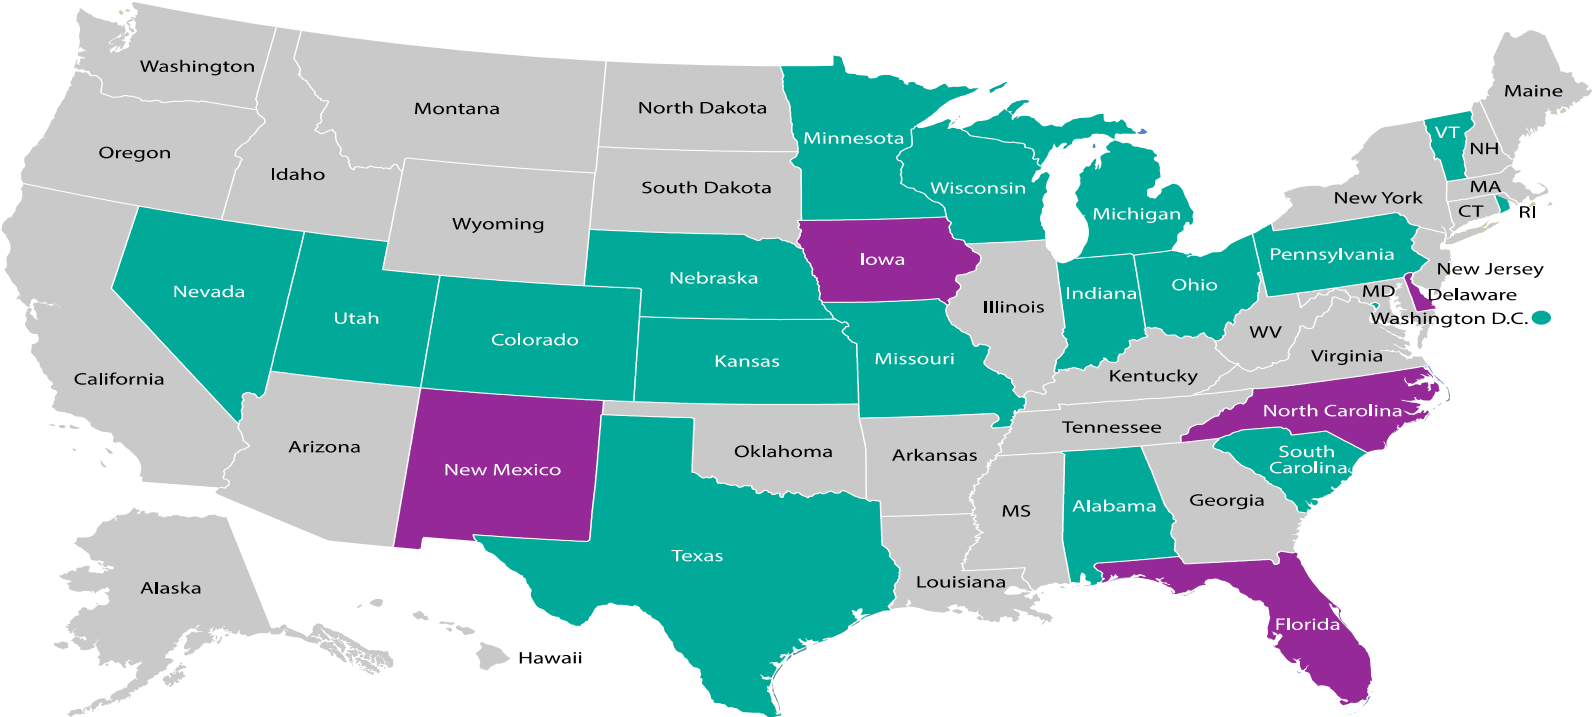 Washington
Montana
North Dakota
Minnesota
Maine
Oregon
Idaho
South Dakota
Wisconsin
Michigan
VT
NH
MA
New York
CT
RI
Wyoming
Iowa
Nebraska
Nevada
Utah
Colorado
Kansas
Missouri
Illinois
Indiana
Ohio
Pennsylvania
New Jersey
MD
Delaware
Washington D.C.
WV
Virginia
Kentucky
California
Arizona
New Mexico
Oklahoma
Arkansas
Tennessee
North Carolina
South
Carolina
MS
Alabama
Georgia
Texas
Louisiana
Florida
Alaska
Hawaii